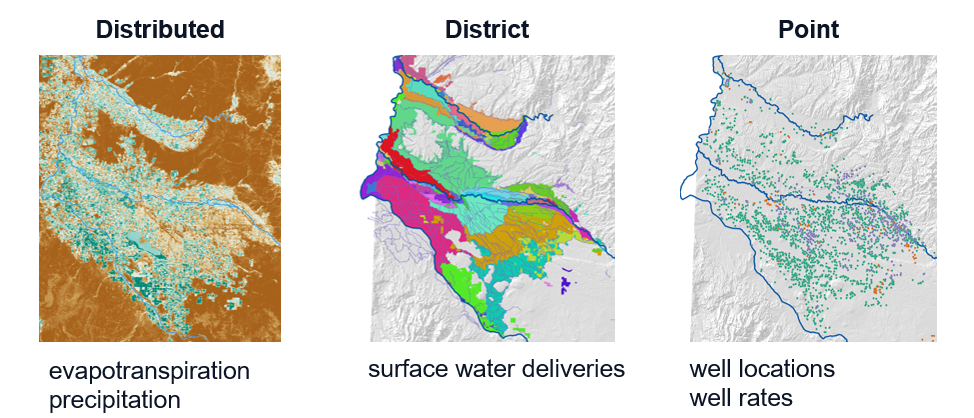 Distributed
District
Point
evapotranspiration
precipitation
surface water deliveries
well locations
well rates